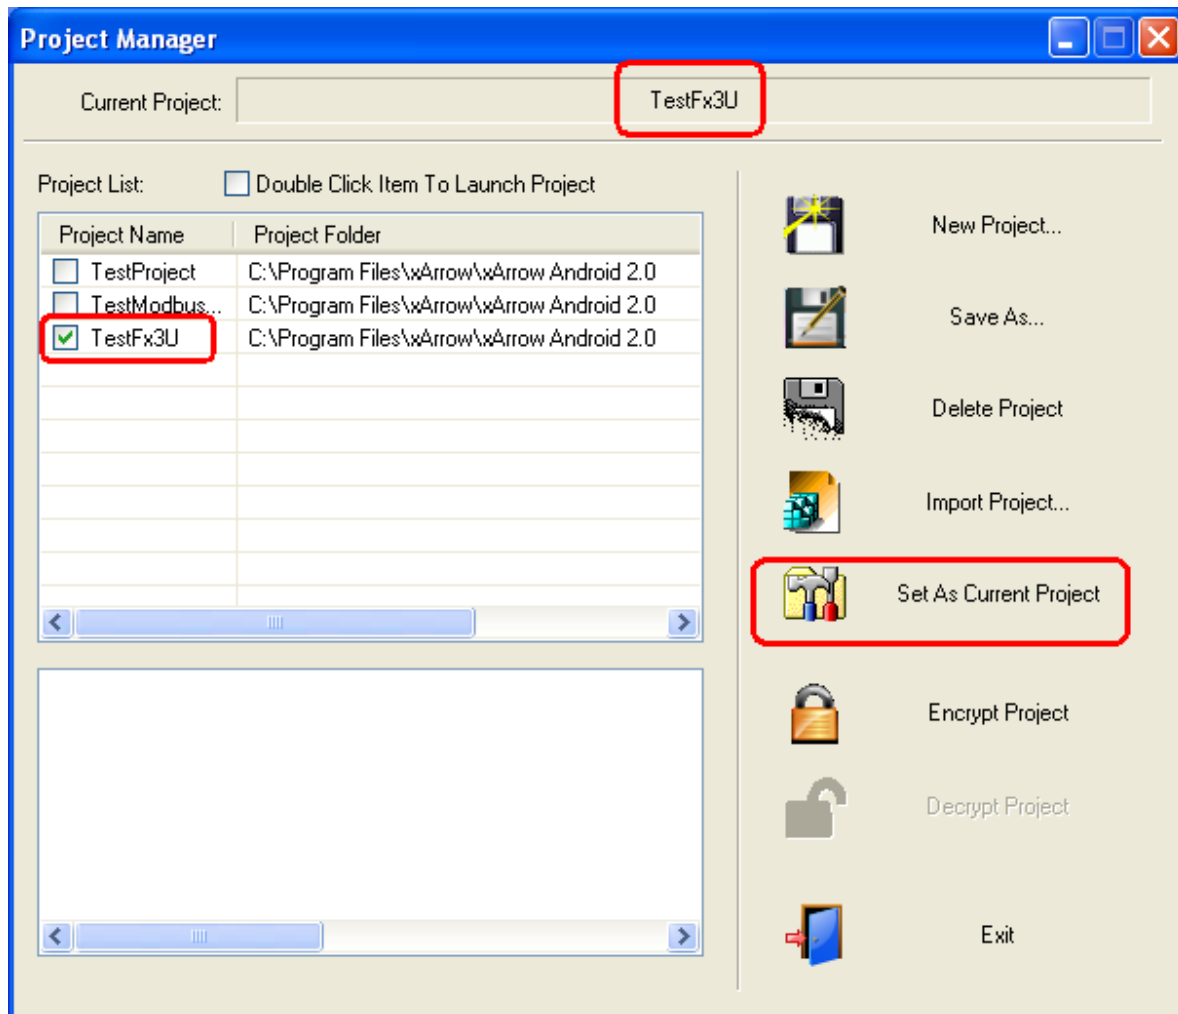 Project Manager
Current Project: TestFx3U
Project List: Double Click Item To Launch Project
Project Name Project Folder
TestProject C:\Program Files\xArrow\xArrow Android 2.0
TestModbus... C:\Program Files\xArrow\xArrow Android 2.0
TestFx3U C:\Program Files\xArrow\xArrow Android 2.0
New Project...
Save As...
Delete Project
Import Project...
Set As Current Project
Encrypt Project
Decrypt Project
Exit